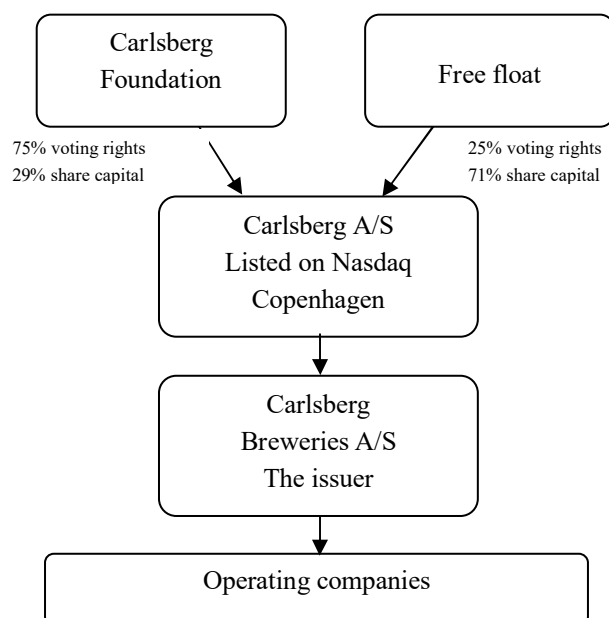 Carlsberg
Foundation
Free float
75% voting rights
29% share capital
25% voting rights
71% share capital
Carlsberg A/S
Listed on Nasdaq
Copenhagen
Carlsberg
Breweries A/S
The issuer
Operating companies